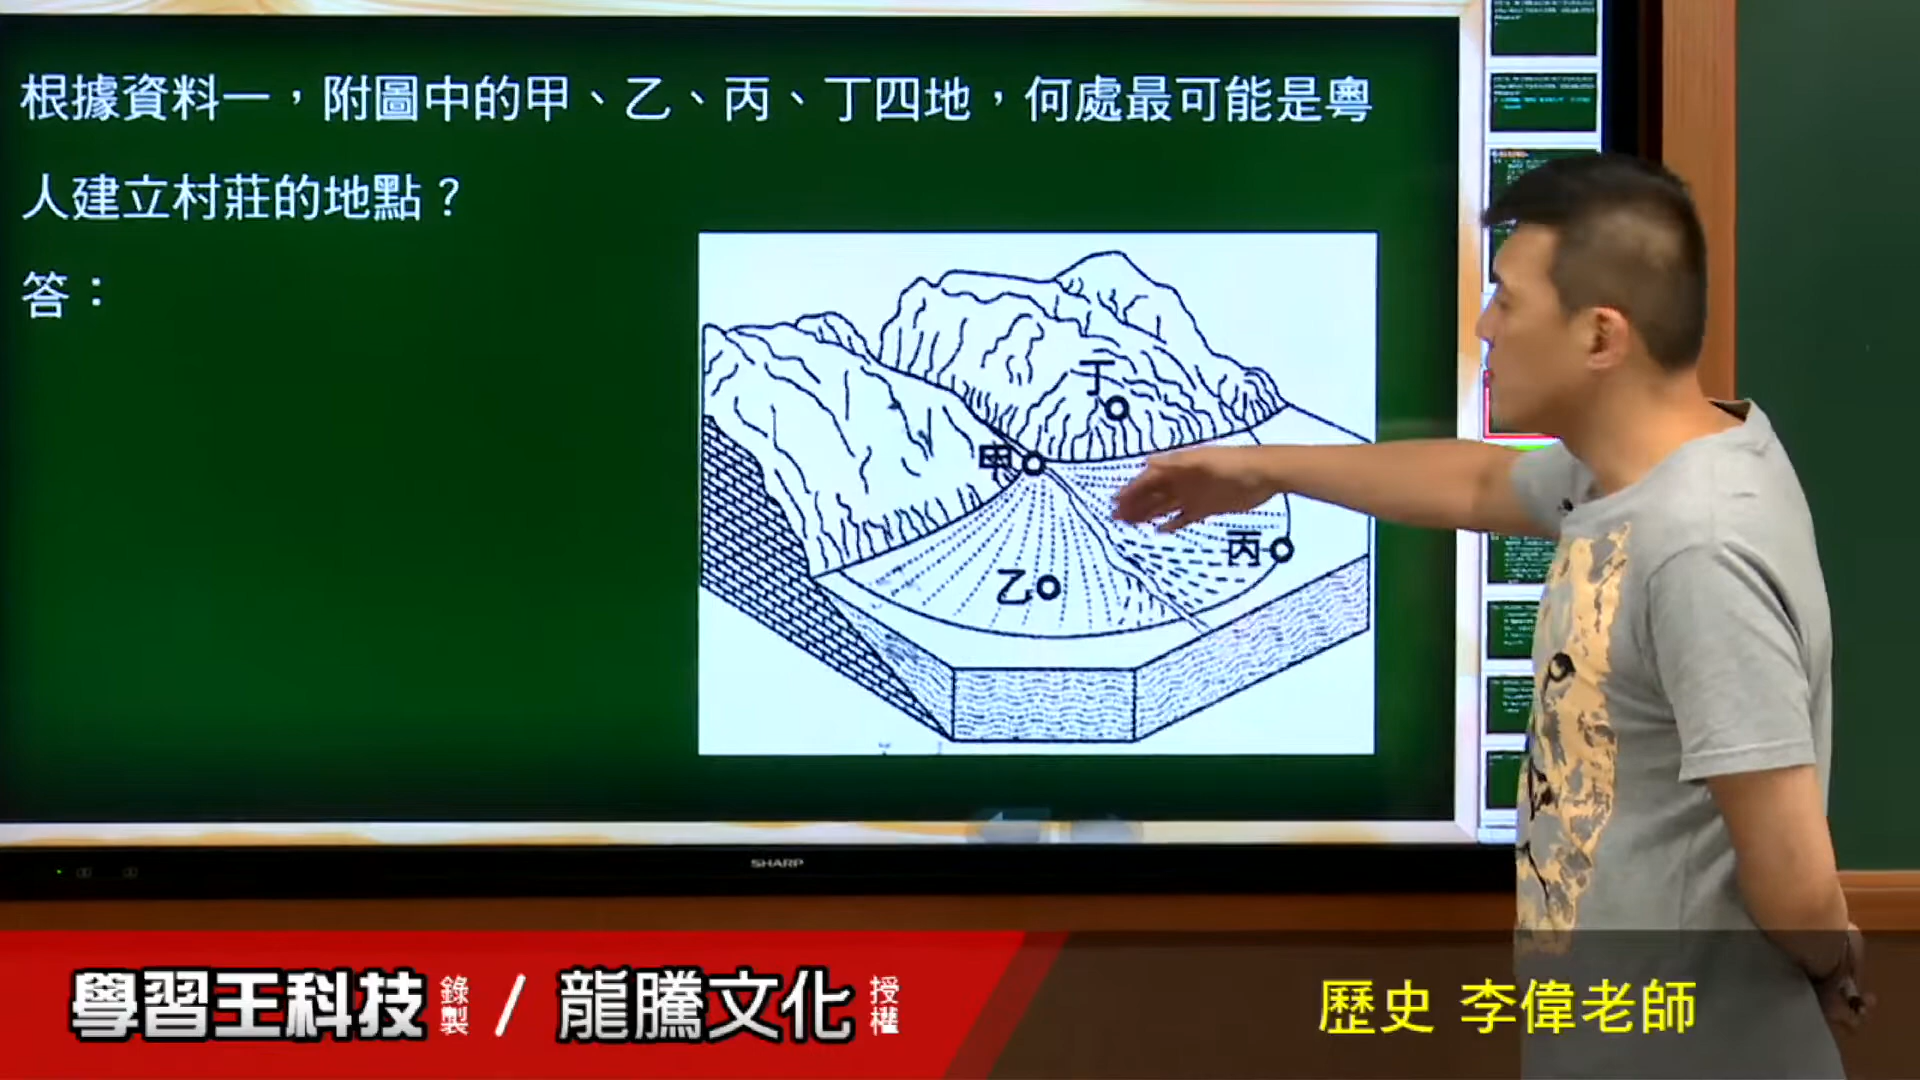 根據資料一，附圖中的甲、乙、丙、丁四地，何處最可能是粵
人建立村莊的地點？
答：
丁
甲
丙
乙
SHARP
學習王科技 錄製 / 龍騰文化 授權
歷史 李偉老師